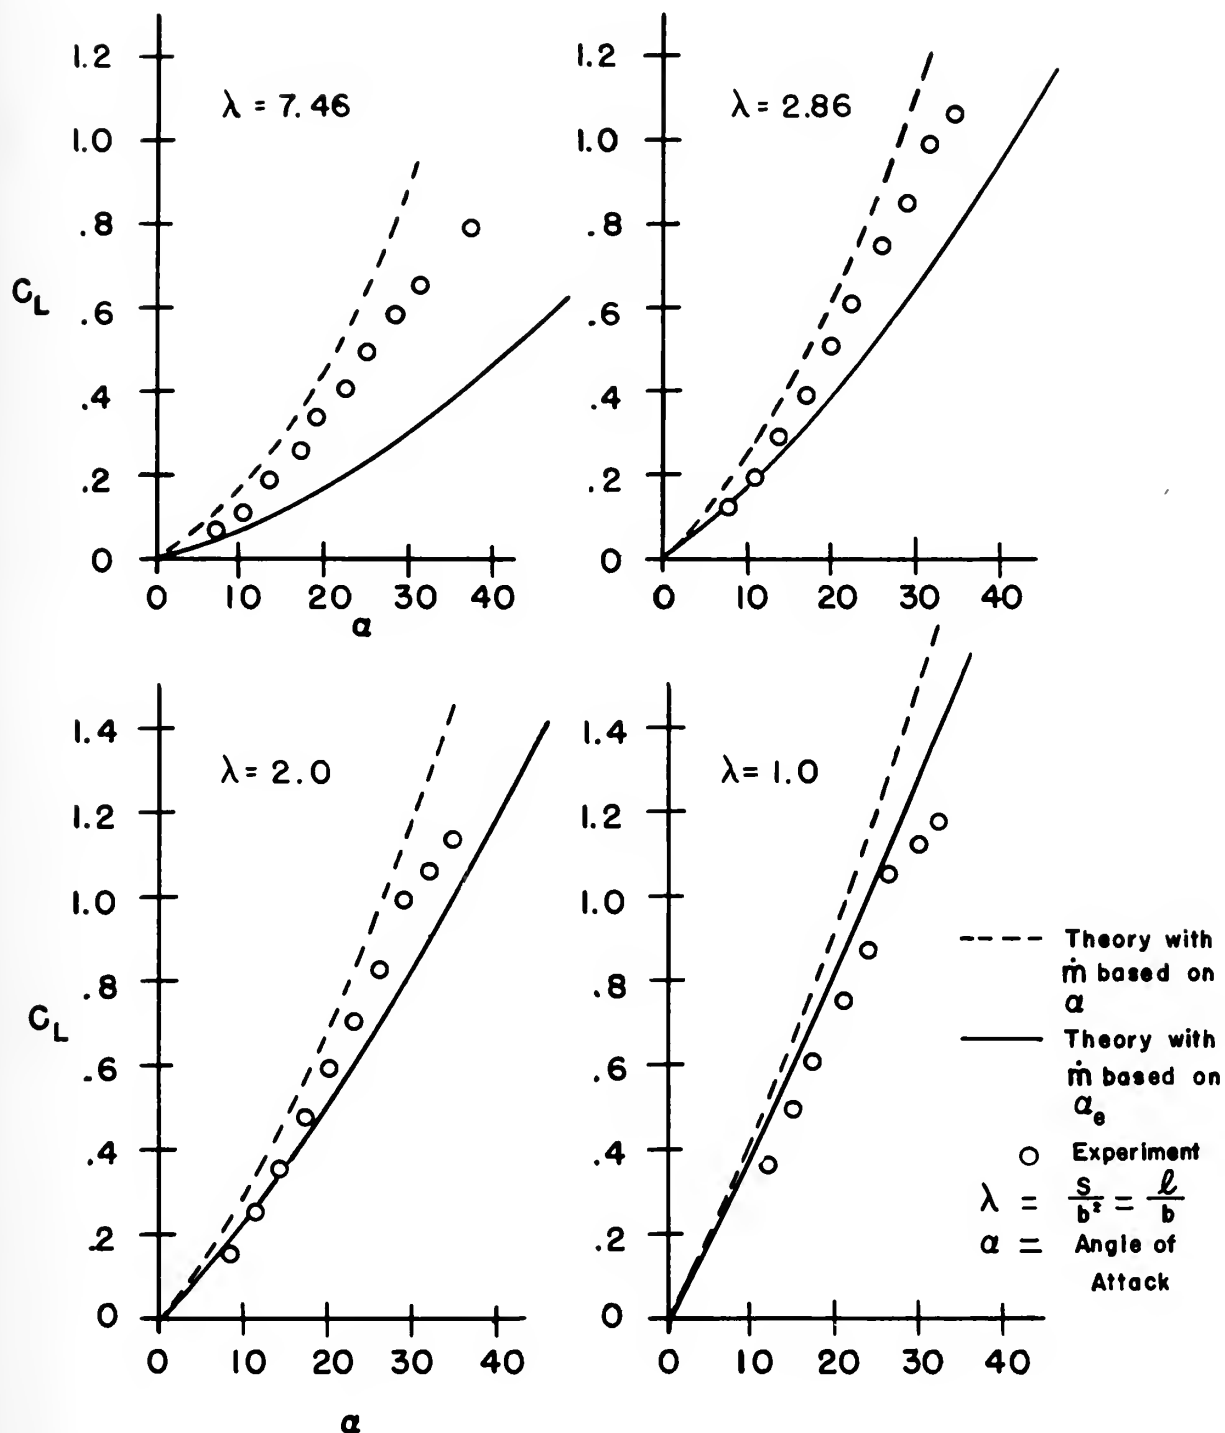 1.2
λ = 7.46
1.0
.8
C_L
.6
.4
.2
0
0 10 20 30 40
α
1.2
λ = 2.86
1.0
.8
.6
.4
.2
0
0 10 20 30 40
1.4
λ = 2.0
1.2
1.0
.8
C_L
.6
.4
.2
0
0 10 20 30 40
α
1.4
λ = 1.0
1.2
1.0
.8
.6
.4
.2
0
0 10 20 30 40
Theory with
ṁ based on
α
Theory with
ṁ based on
α_e
Experiment
λ = S/b² = ℓ/b
α = Angle of
Attack